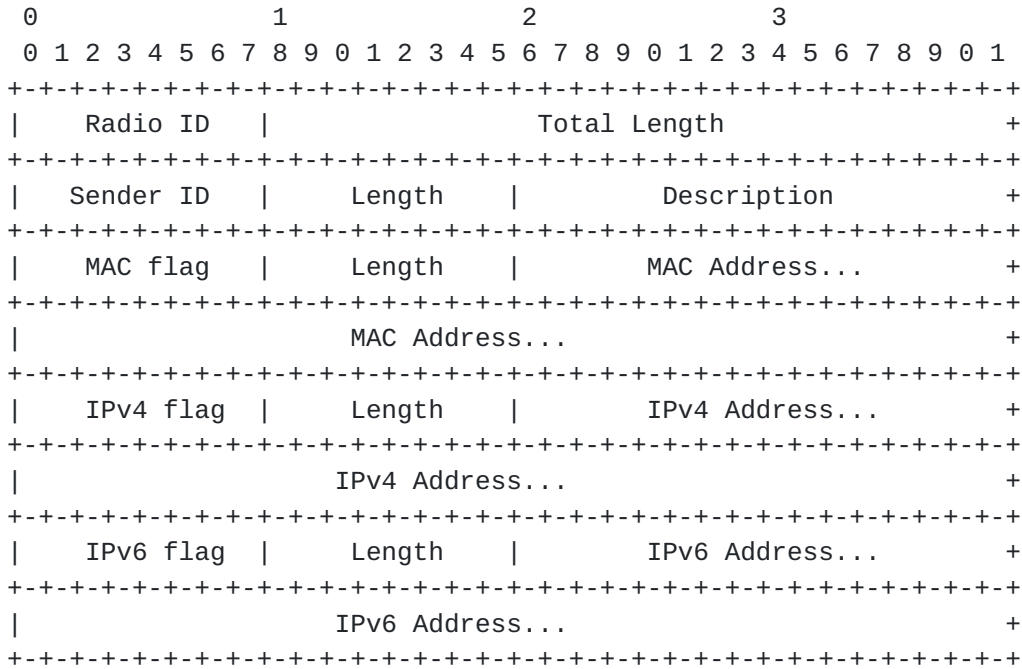 0                   1                   2                   3
0 1 2 3 4 5 6 7 8 9 0 1 2 3 4 5 6 7 8 9 0 1 2 3 4 5 6 7 8 9 0 1
+-+-+-+-+-+-+-+-+-+-+-+-+-+-+-+-+-+-+-+-+-+-+-+-+-+-+-+-+-+-+-+-+
|    Radio ID   |                 Total Length                  +
+-+-+-+-+-+-+-+-+-+-+-+-+-+-+-+-+-+-+-+-+-+-+-+-+-+-+-+-+-+-+-+-+
|   Sender ID   |     Length    |         Description           +
+-+-+-+-+-+-+-+-+-+-+-+-+-+-+-+-+-+-+-+-+-+-+-+-+-+-+-+-+-+-+-+-+
|    MAC flag   |     Length    |        MAC Address...         +
+-+-+-+-+-+-+-+-+-+-+-+-+-+-+-+-+-+-+-+-+-+-+-+-+-+-+-+-+-+-+-+-+
|                     MAC Address...                            +
+-+-+-+-+-+-+-+-+-+-+-+-+-+-+-+-+-+-+-+-+-+-+-+-+-+-+-+-+-+-+-+-+
|    IPv4 flag  |     Length    |        IPv4 Address...        +
+-+-+-+-+-+-+-+-+-+-+-+-+-+-+-+-+-+-+-+-+-+-+-+-+-+-+-+-+-+-+-+-+
|                    IPv4 Address...                            +
+-+-+-+-+-+-+-+-+-+-+-+-+-+-+-+-+-+-+-+-+-+-+-+-+-+-+-+-+-+-+-+-+
|    IPv6 flag  |     Length    |        IPv6 Address...        +
+-+-+-+-+-+-+-+-+-+-+-+-+-+-+-+-+-+-+-+-+-+-+-+-+-+-+-+-+-+-+-+-+
|                    IPv6 Address...                            +
+-+-+-+-+-+-+-+-+-+-+-+-+-+-+-+-+-+-+-+-+-+-+-+-+-+-+-+-+-+-+-+-+